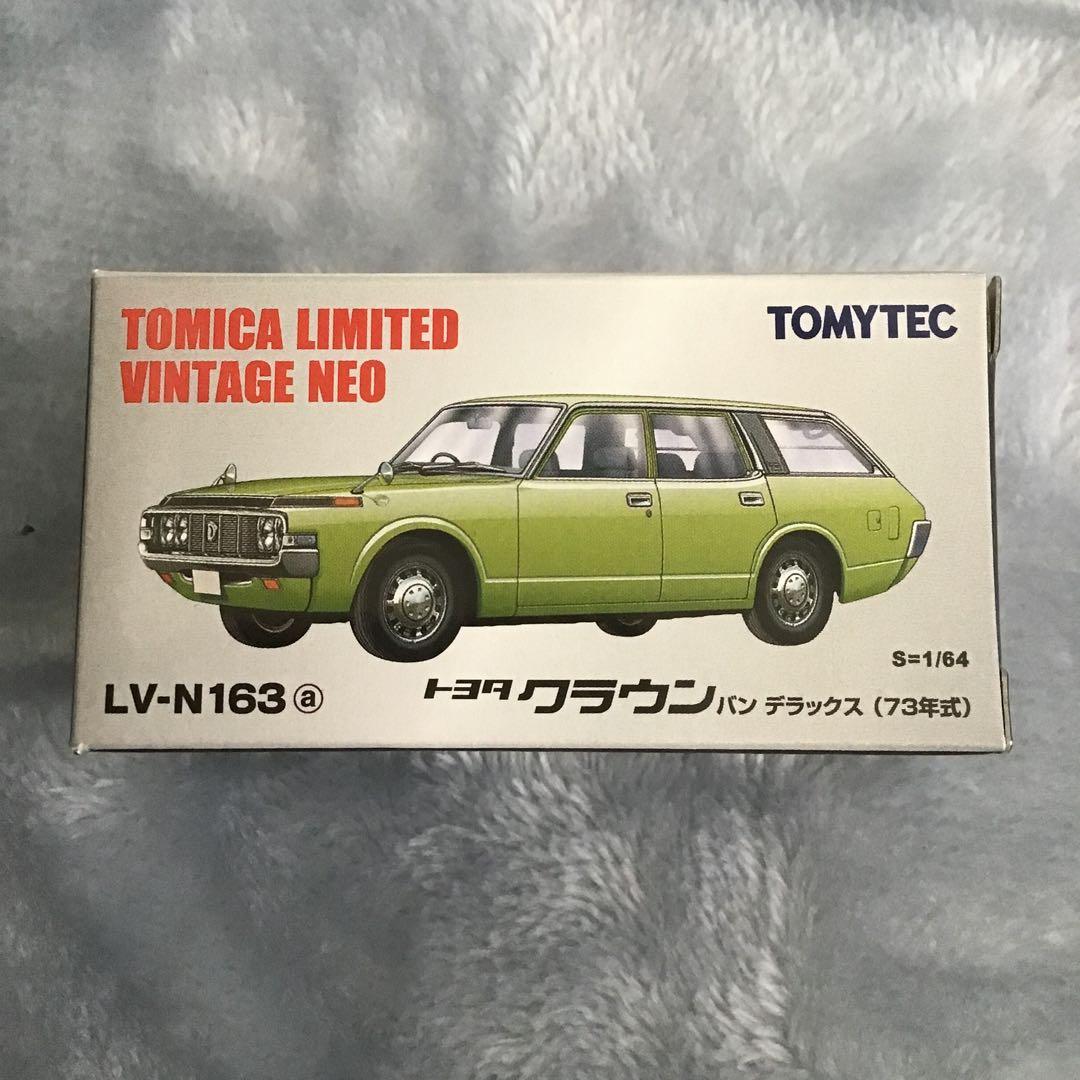 TOMICA LIMITED
VINTAGE NEO
TOMYTEC
S=1/64
LV-N163 ⓐ
トヨタ クラウン バン デラックス (73年式)